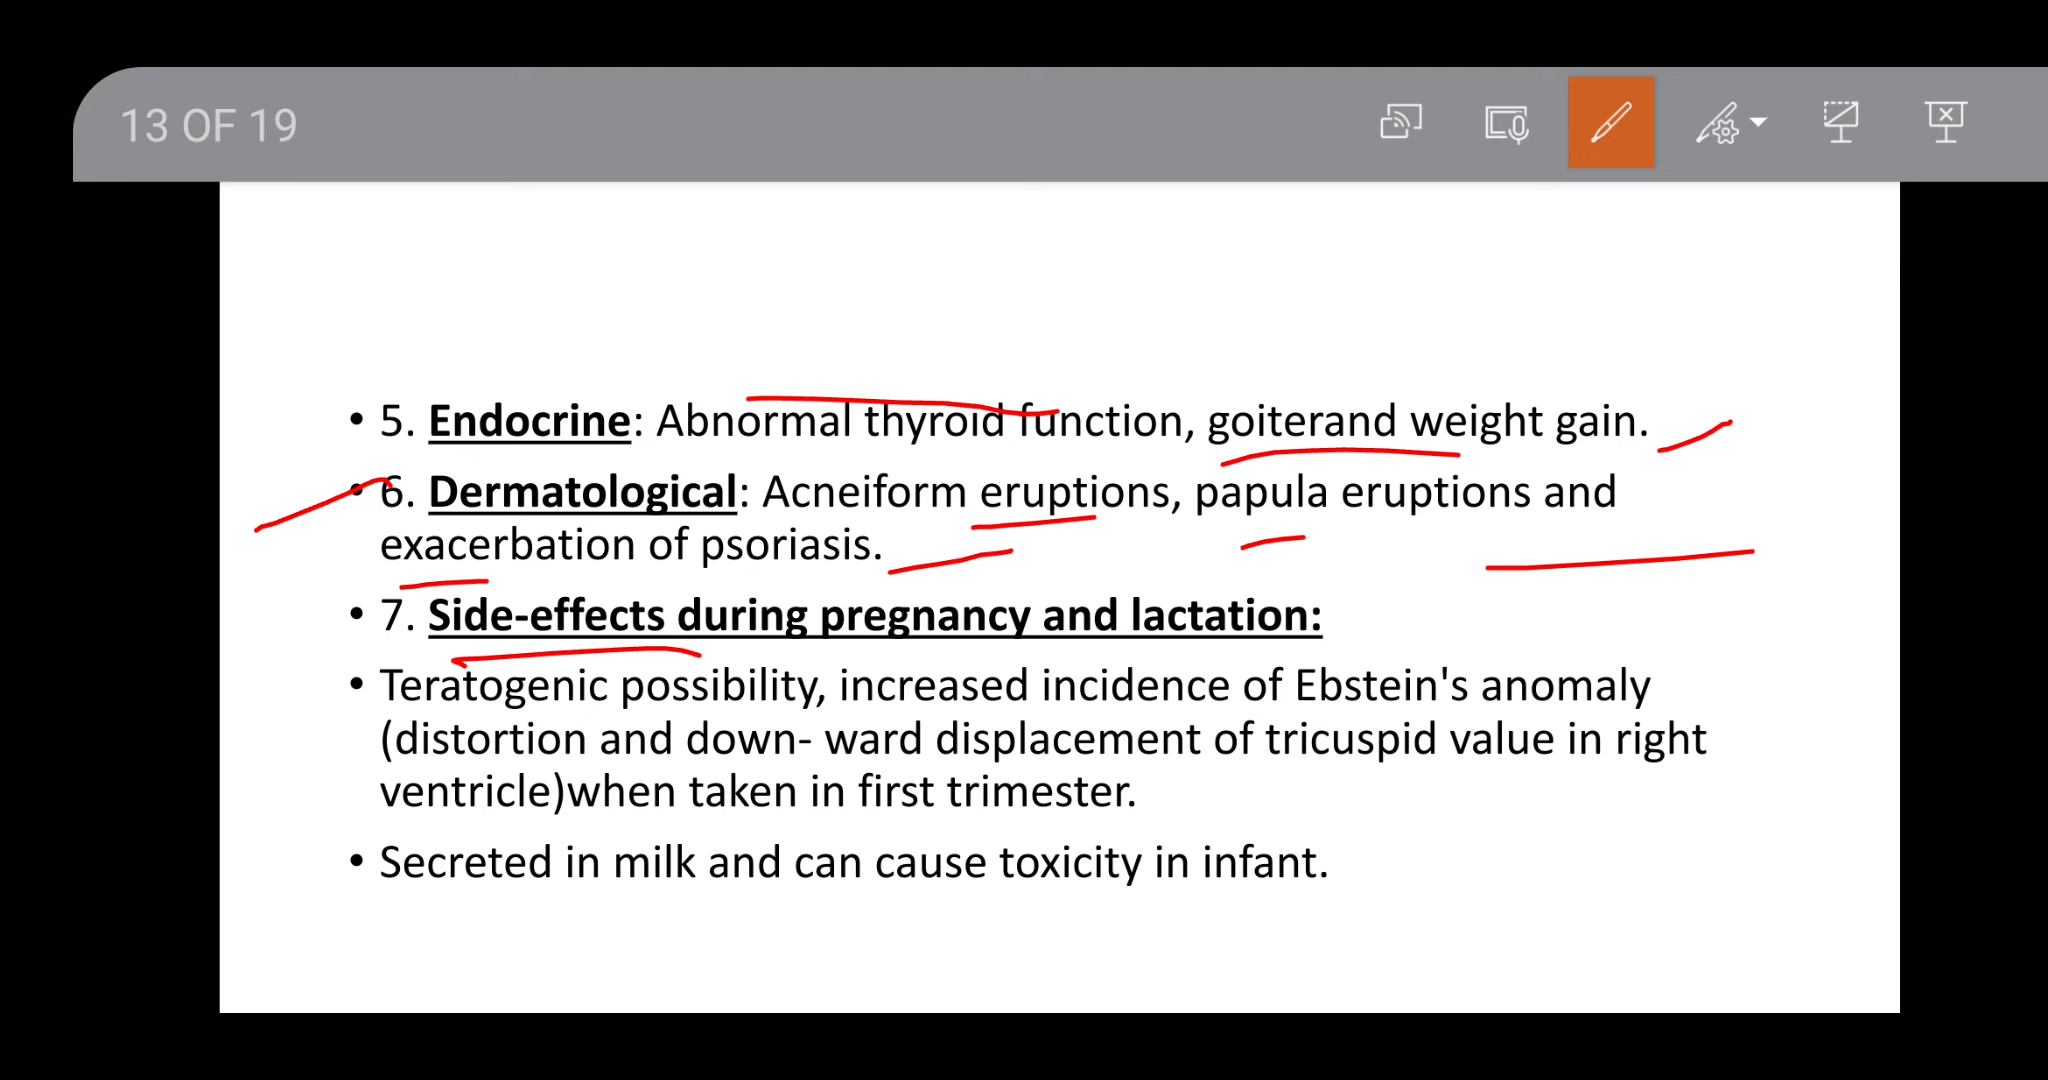 13 OF 19
• 5. Endocrine: Abnormal thyroid function, goiterand weight gain.
• 6. Dermatological: Acneiform eruptions, papula eruptions and
exacerbation of psoriasis.
• 7. Side-effects during pregnancy and lactation:
• Teratogenic possibility, increased incidence of Ebstein's anomaly
(distortion and down- ward displacement of tricuspid value in right
ventricle)when taken in first trimester.
• Secreted in milk and can cause toxicity in infant.